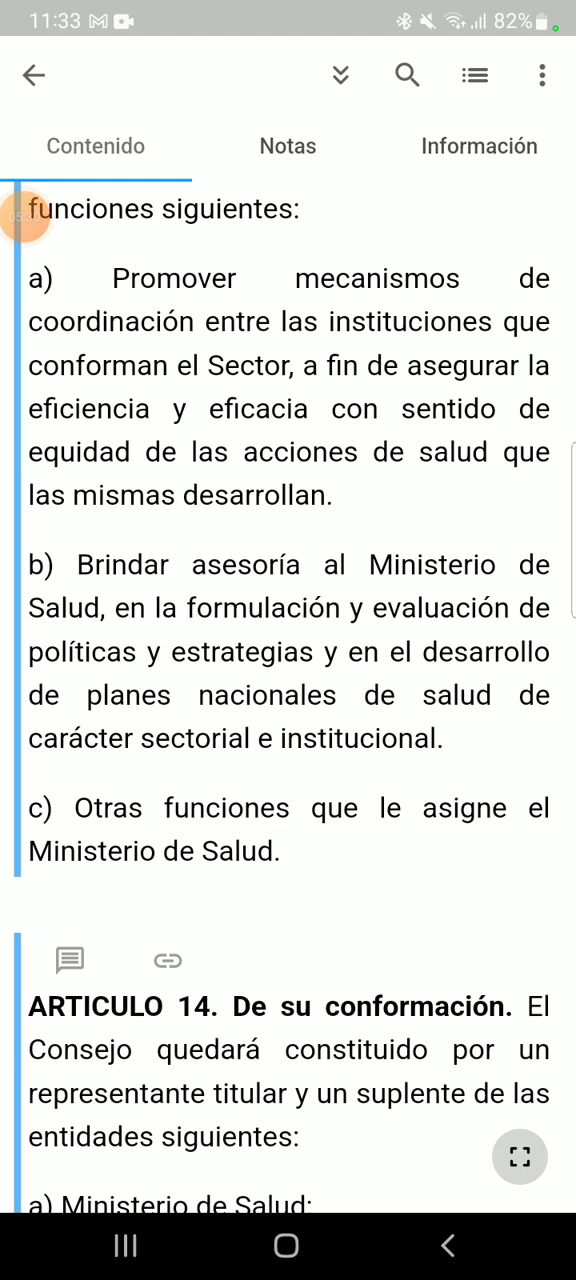 11:33 82%
Contenido Notas Información
funciones siguientes:
a) Promover mecanismos de
coordinación entre las instituciones que
conforman el Sector, a fin de asegurar la
eficiencia y eficacia con sentido de
equidad de las acciones de salud que
las mismas desarrollan.
b) Brindar asesoría al Ministerio de
Salud, en la formulación y evaluación de
políticas y estrategias y en el desarrollo
de planes nacionales de salud de
carácter sectorial e institucional.
c) Otras funciones que le asigne el
Ministerio de Salud.
ARTICULO 14. De su conformación. El
Consejo quedará constituido por un
representante titular y un suplente de las
entidades siguientes:
a) Ministerio de Salud: